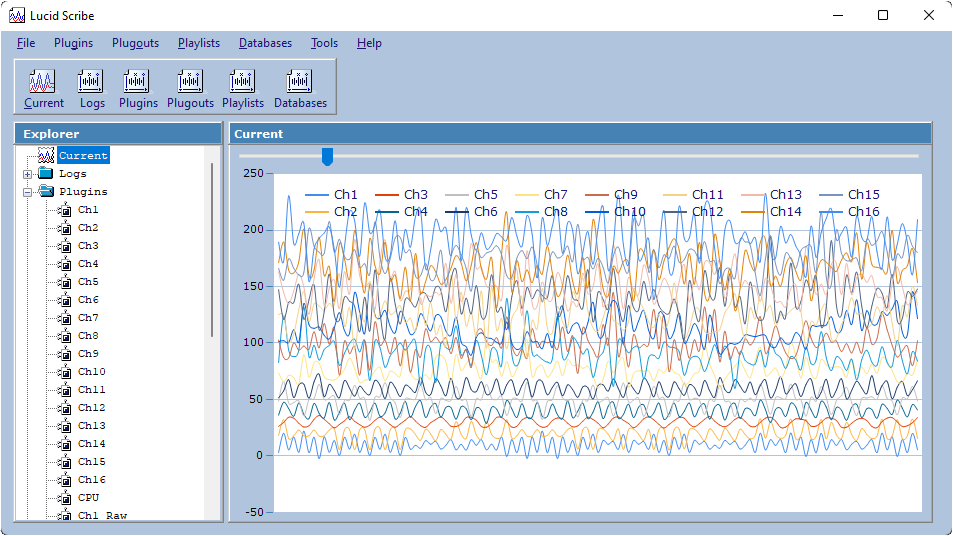 Lucid Scribe
File Plugins Plugouts Playlists Databases Tools Help
Current Logs Plugins Plugouts Playlists Databases
Explorer
Current
Logs
Plugins
Ch1
Ch2
Ch3
Ch4
Ch5
Ch6
Ch7
Ch8
Ch9
Ch10
Ch11
Ch12
Ch13
Ch14
Ch15
Ch16
CPU
Ch1 Raw
Current
250
200
150
100
50
0
-50
Ch1 Ch3 Ch5 Ch7 Ch9 Ch11 Ch13 Ch15
Ch2 Ch4 Ch6 Ch8 Ch10 Ch12 Ch14 Ch16